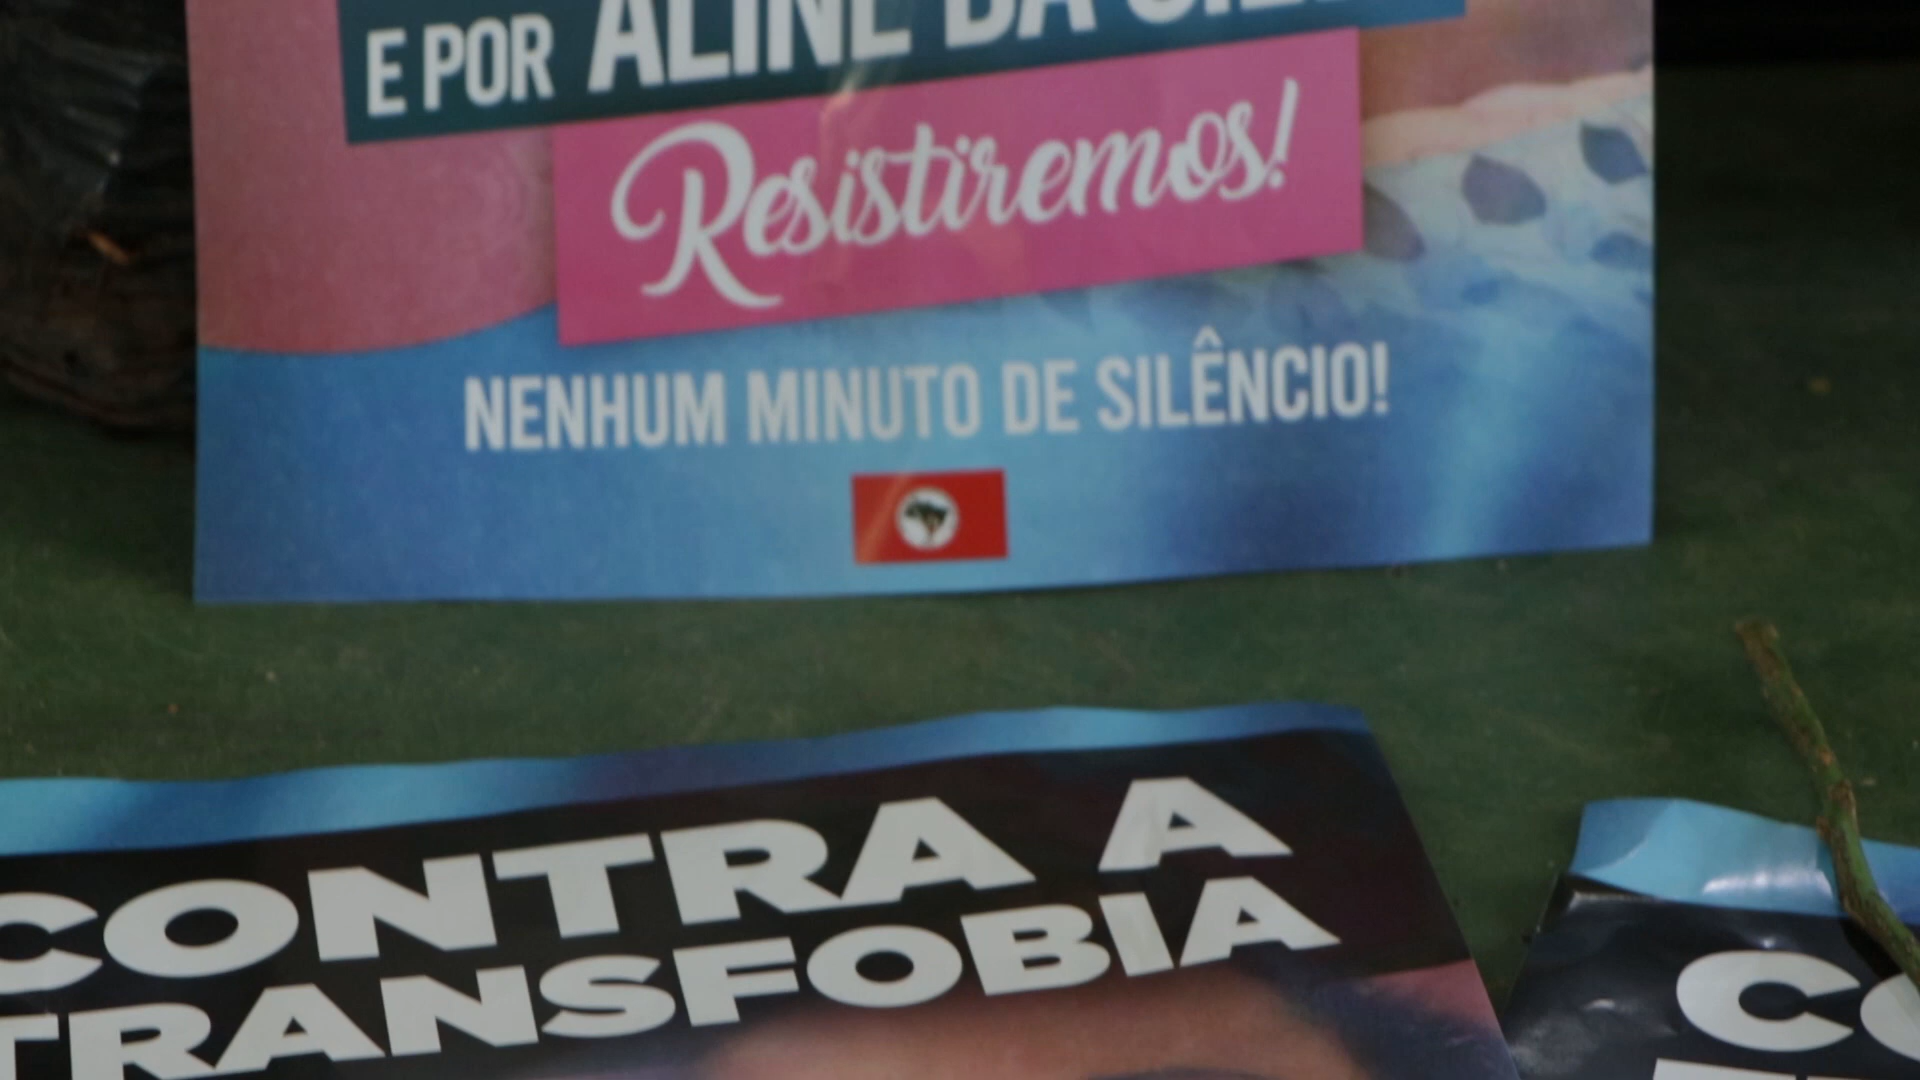 E POR ALINE DA
Resistiremos!
NENHUM MINUTO DE SILÊNCIO!
CONTRA A
TRANSFOBIA